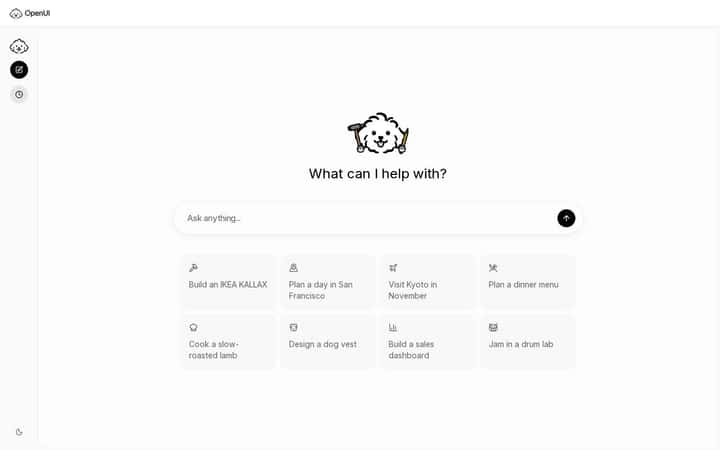 OpenUI
What can I help with?
Ask anything...
Build an IKEA KALLAX
Plan a day in San
Francisco
Visit Kyoto in
November
Plan a dinner menu
Cook a slow-
roasted lamb
Design a dog vest
Build a sales
dashboard
Jam in a drum lab